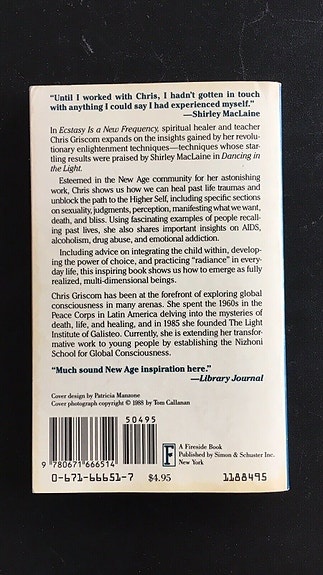 “Until I worked with Chris, I hadn't gotten in touch
with anything I could say I had experienced myself.”
—Shirley MacLaine
In Ecstasy Is a New Frequency, spiritual healer and teacher
Chris Griscom expands on the insights gained by her revolu-
tionary enlightenment techniques—techniques whose star-
tling results were praised by Shirley MacLaine in Dancing in
the Light.
Esteemed in the New Age community for her astonishing
work, Chris shows us how we can heal past life traumas and
unblock the path to the Higher Self, including specific sections
on sexuality, judgments, perception, manifesting what we want,
death, and bliss. Using fascinating examples of people recall-
ing past lives, she also shares important insights on AIDS,
alcoholism, drug abuse, and emotional addiction.
Including advice on integrating the child within, develop-
ing the power of choice, and practicing “radiance” in every-
day life, this inspiring book shows us how to emerge as fully
realized, multi-dimensional beings.
Chris Griscom has been at the forefront of exploring global
consciousness in many arenas. She spent the 1960s in the
Peace Corps in Latin America delving into the mysteries of
death, life, and healing, and in 1985 she founded The Light
Institute of Galisteo. Currently, she is extending her transfor-
mative work to young people by establishing the Nizhoni
School for Global Consciousness.
“Much sound New Age inspiration here.”
—Library Journal
Cover design by Patricia Manzone
Cover photograph copyright © 1988 by Tom Callanan
50495
9 780671 666514
F
A Fireside Book
Published by Simon & Schuster Inc.
New York
0-671-66651-7
$4.95
1188495